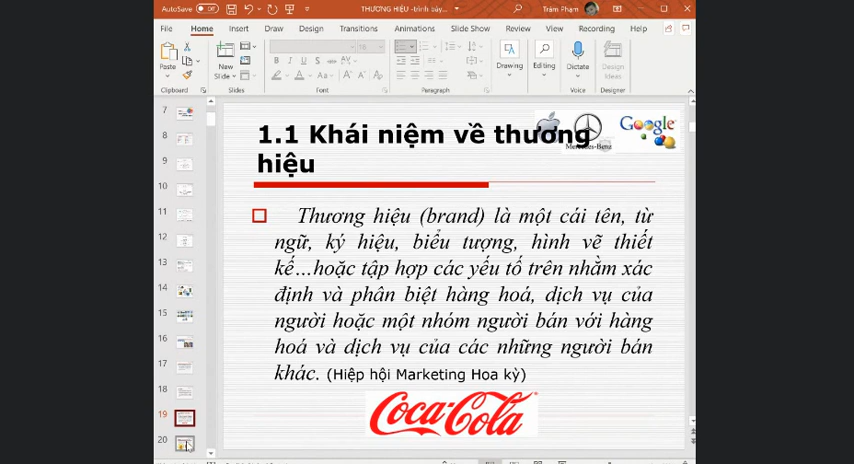 AutoSave Off THƯƠNG HIỆU -trình bày... Trâm Phạm
File Home Insert Draw Design Transitions Animations Slide Show Review View Recording Help
Paste New Slide Drawing Editing Dictate Design Ideas
Clipboard Slides Font Paragraph Voice Designer
7
8
9
10
11
12
13
14
15
16
17
18
19
20
1.1 Khái niệm về thương
hiệu
Mercedes-Benz
Google
Thương hiệu (brand) là một cái tên, từ
ngữ, ký hiệu, biểu tượng, hình vẽ thiết
kế…hoặc tập hợp các yếu tố trên nhằm xác
định và phân biệt hàng hoá, dịch vụ của
người hoặc một nhóm người bán với hàng
hoá và dịch vụ của các những người bán
khác. (Hiệp hội Marketing Hoa kỳ)
Coca-Cola